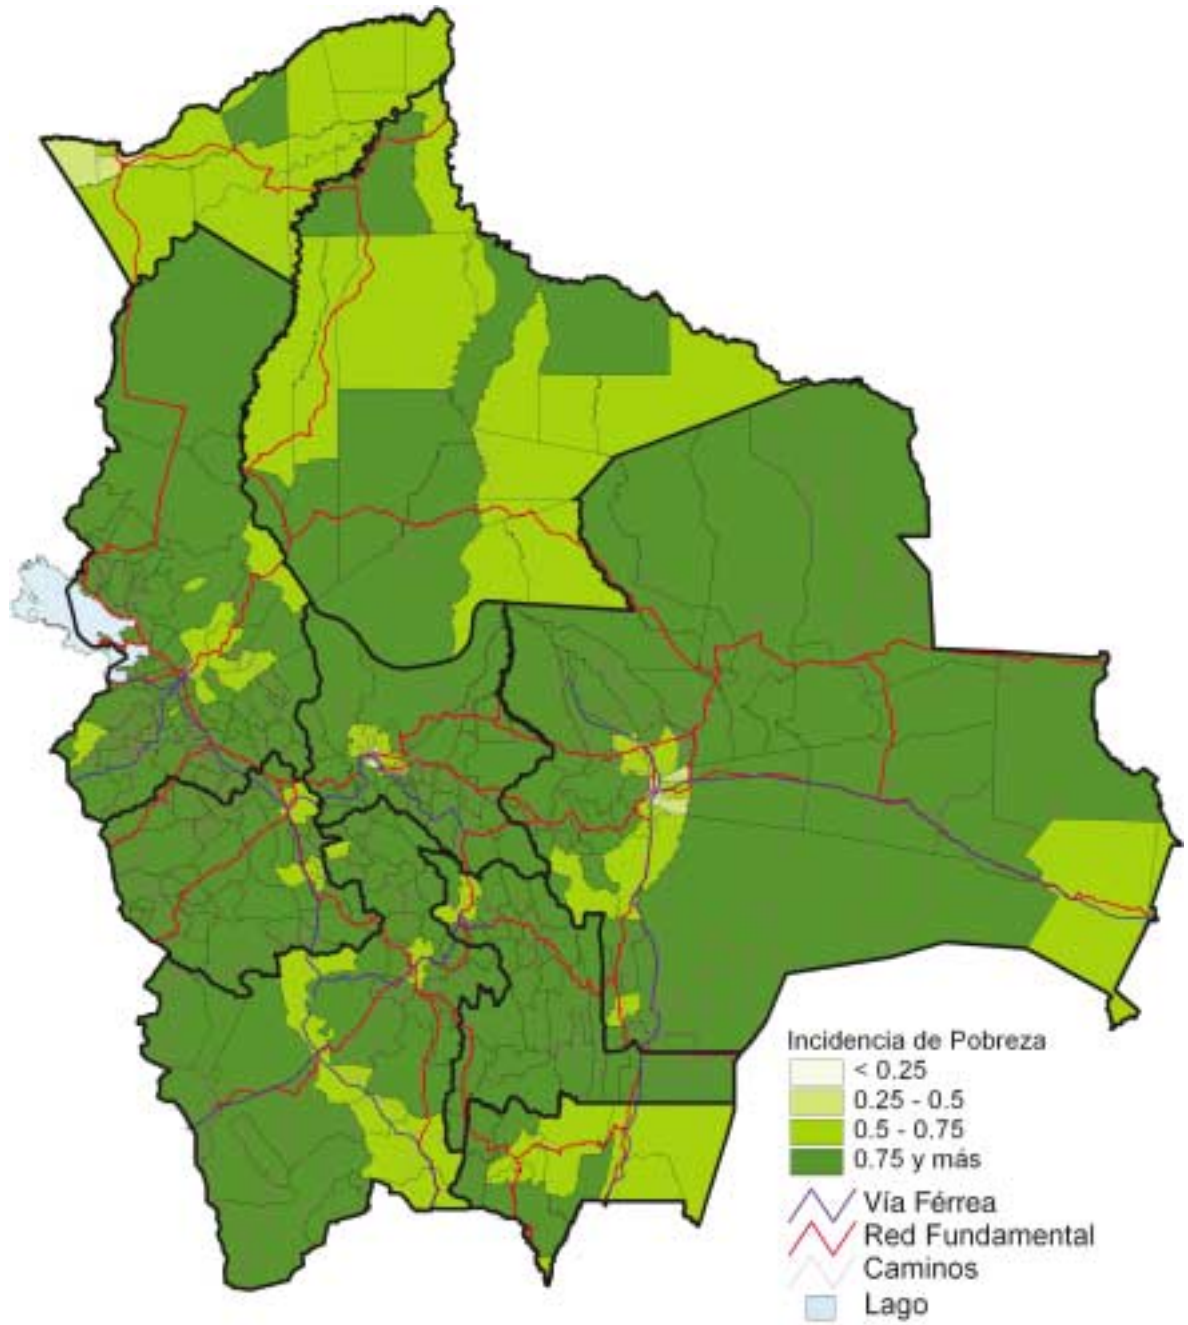 Incidencia de Pobreza
< 0.25
0.25 - 0.5
0.5 - 0.75
0.75 y más
Vía Férrea
Red Fundamental
Caminos
Lago